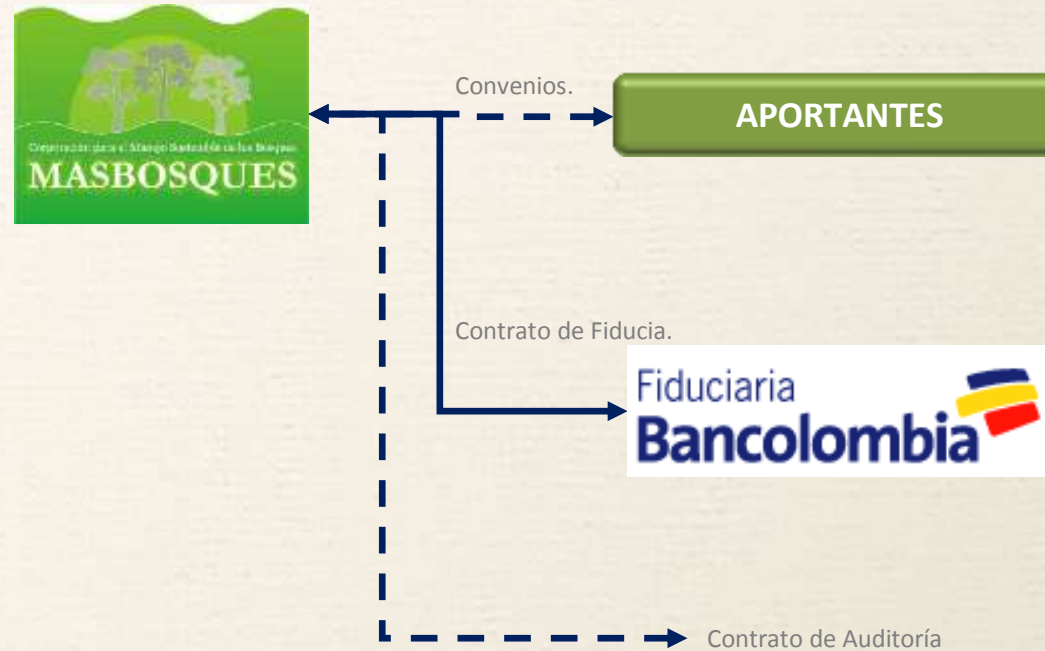 Convenios.
APORTANTES
MASBOSQUES
Contrato de Fiducia.
Fiduciaria
Bancolombia
Contrato de Auditoría